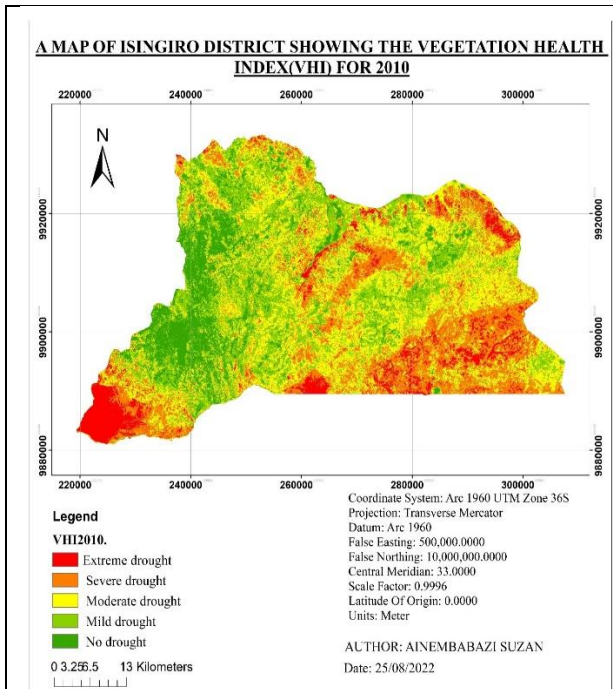 A MAP OF ISINGIRO DISTRICT SHOWING THE VEGETATION HEALTH
INDEX(VHI) FOR 2010
220000 240000 260000 280000 300000
N
9920000 9920000
9900000 9900000
9880000 9880000
220000 240000 260000 280000 300000
Legend
VHI2010.
Extreme drought
Severe drought
Moderate drought
Mild drought
No drought
0 3.256.5 13 Kilometers
Coordinate System: Arc 1960 UTM Zone 36S
Projection: Transverse Mercator
Datum: Arc 1960
False Easting: 500,000.0000
False Northing: 10,000,000.0000
Central Meridian: 33.0000
Scale Factor: 0.9996
Latitude Of Origin: 0.0000
Units: Meter
AUTHOR: AINEMBABAZI SUZAN
Date: 25/08/2022